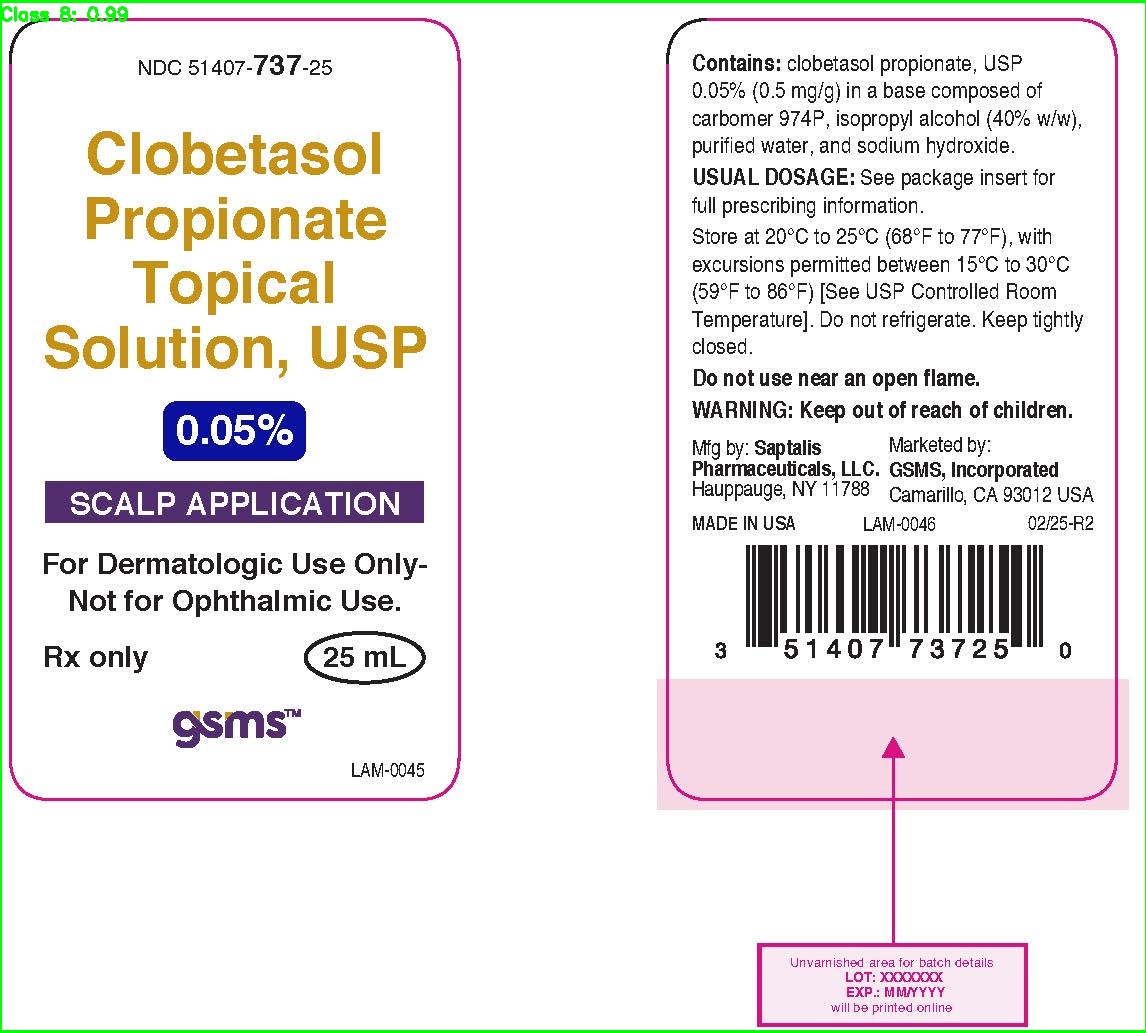 Class 8: 0.99
NDC 51407-737-25
Clobetasol
Propionate
Topical
Solution, USP
0.05%
SCALP APPLICATION
For Dermatologic Use Only-
Not for Ophthalmic Use.
Rx only
25 mL
gsms™
LAM-0045
Contains: clobetasol propionate, USP
0.05% (0.5 mg/g) in a base composed of
carbomer 974P, isopropyl alcohol (40% w/w),
purified water, and sodium hydroxide.
USUAL DOSAGE: See package insert for
full prescribing information.
Store at 20°C to 25°C (68°F to 77°F), with
excursions permitted between 15°C to 30°C
(59°F to 86°F) [See USP Controlled Room
Temperature]. Do not refrigerate. Keep tightly
closed.
Do not use near an open flame.
WARNING: Keep out of reach of children.
Mfg by: Saptalis
Pharmaceuticals, LLC.
Hauppauge, NY 11788
Marketed by:
GSMS, Incorporated
Camarillo, CA 93012 USA
MADE IN USA LAM-0046 02/25-R2
3 51407 73725 0
Unvarnished area for batch details
LOT: XXXXXXX
EXP.: MM/YYYY
will be printed online